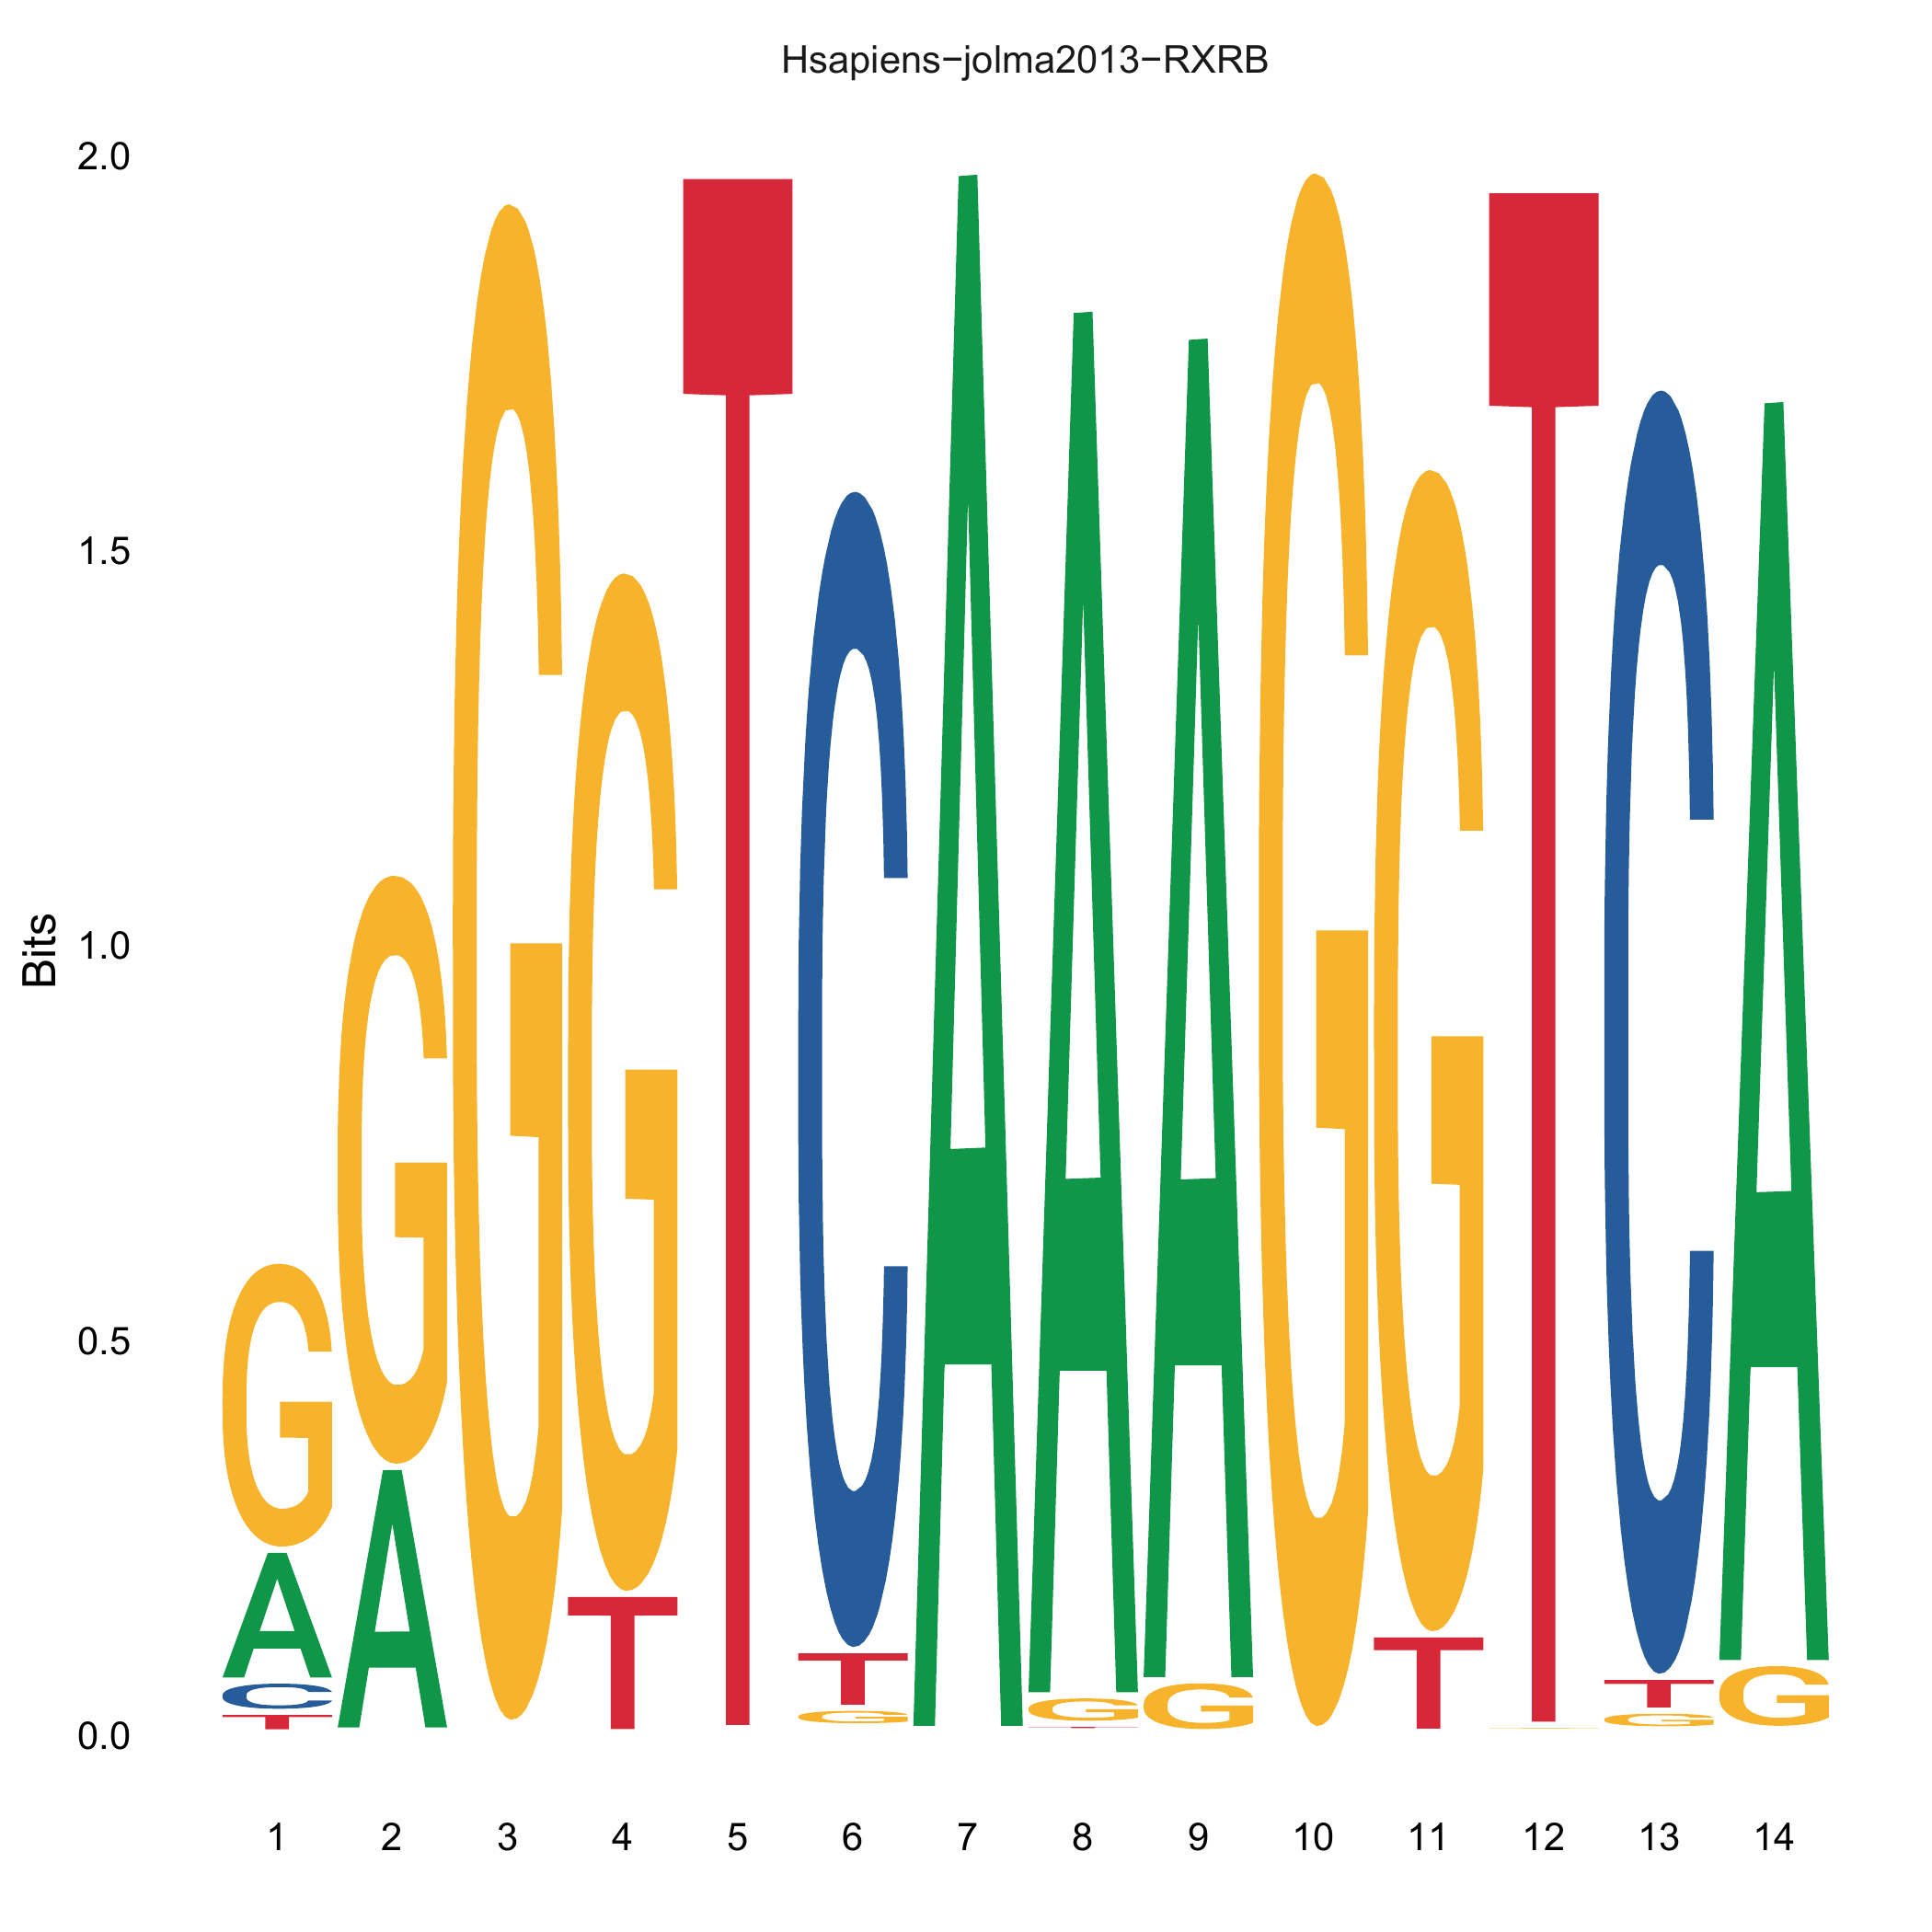 Hsapiens−jolma2013−RXRB
2.0
1.5
1.0
0.5
0.0
Bits
G G G G T C A A A G G T C A
A A T T G G T T G
C G T G
T
1 2 3 4 5 6 7 8 9 10 11 12 13 14